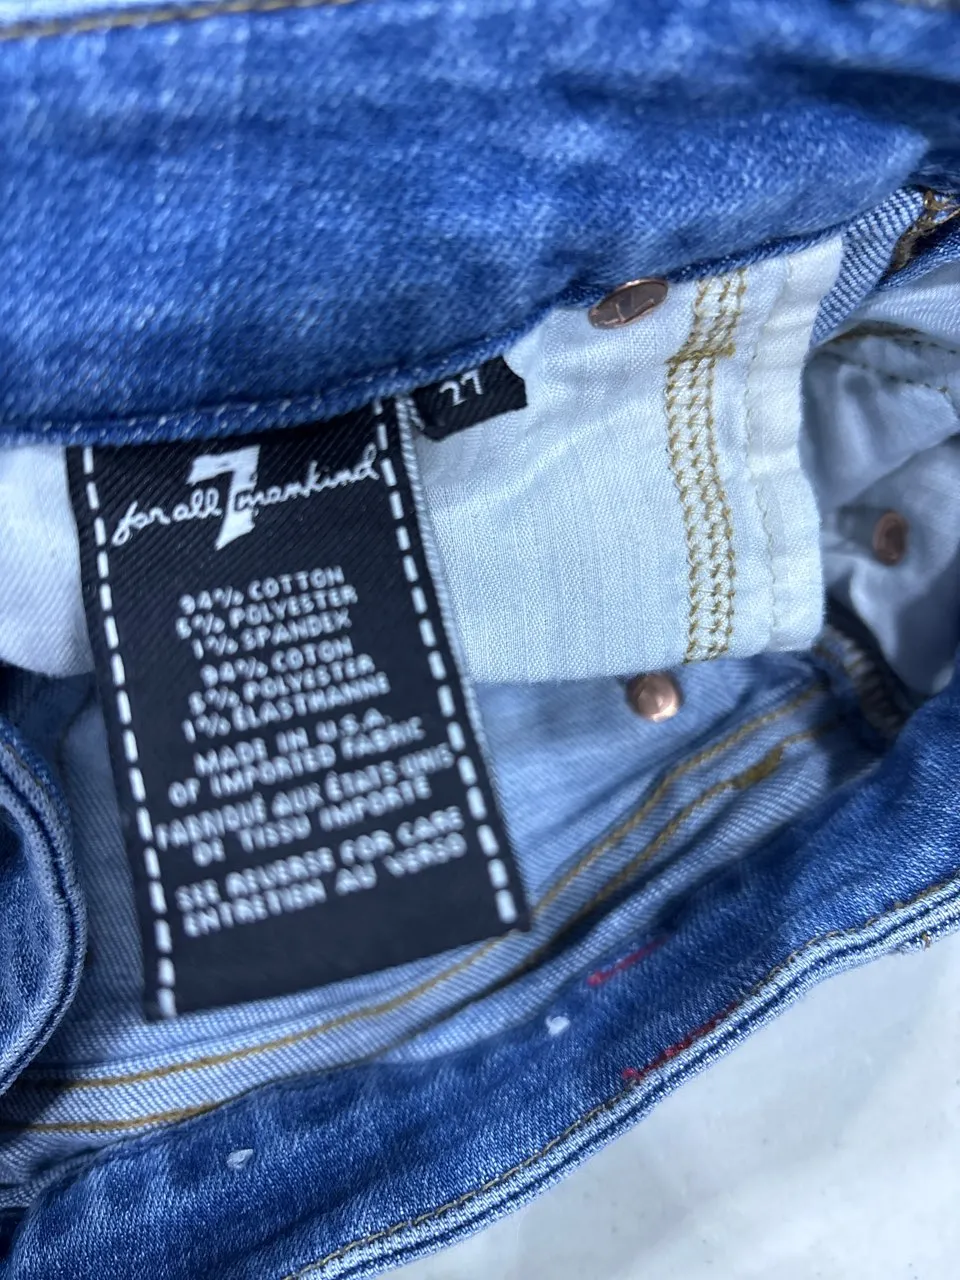 27
7
for all mankind
94% COTTON
5% POLYESTER
1% SPANDEX
94% COTON
5% POLYESTER
1% ÉLASTHANNE
MADE IN U.S.A.
OF IMPORTED FABRIC
FABRIQUÉ AUX ÉTATS UNIS
DE TISSU IMPORTÉ
SEE REVERSE FOR CARE
ENTRETIEN AU VERSO